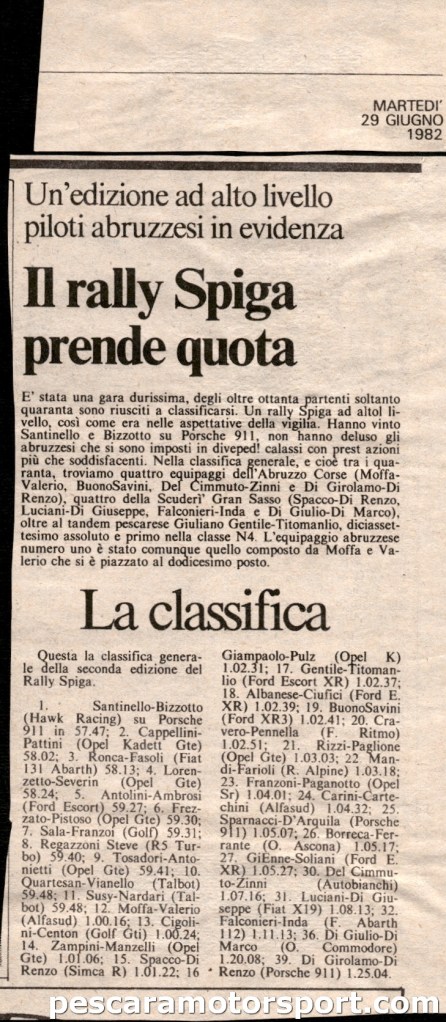 MARTEDI'
29 GIUGNO
1982
Un'edizione ad alto livello
piloti abruzzesi in evidenza
Il rally Spiga
prende quota
E' stata una gara durissima, degli oltre ottanta partenti soltanto
quaranta sono riusciti a classificarsi. Un rally Spiga ad altol li-
vello, così come era nelle aspettative della vigilia. Hanno vinto
Santinello e Bizzotto su Porsche 911, non hanno deluso gli
abruzzesi che si sono imposti in diveped! calassi con prest azioni
più che soddisfacenti. Nella classifica generale, e cioè tra i qua-
ranta, troviamo quattro equipaggi dell'Abruzzo Corse (Moffa-
Valerio, BuonoSavini, Del Cimmuto-Zinni e Di Girolamo-Di
Renzo), quattro della Scuderi' Gran Sasso (Spacco-Di Renzo,
Luciani-Di Giuseppe, Falconieri-Inda e Di Giulio-Di Marco),
oltre al tandem pescarese Giuliano Gentile-Titomanlio, diciasset-
tesimo assoluto e primo nella classe N4. L'equipaggio abruzzese
numero uno è stato comunque quello composto da Moffa e Va-
lerio che si è piazzato al dodicesimo posto.
La classifica
Questa la classifica genera-
le della seconda edizione del
Rally Spiga.
1. Santinello-Bizzotto
(Hawk Racing) su Porsche
911 in 57.47; 2. Cappellini-
Pattini (Opel Kadett Gte)
58.02; 3. Ronca-Fasoli (Fiat
131 Abarth) 58.13; 4. Loren-
zetto-Severin (Opel Gte)
58.24; 5. Antolini-Ambrosi
(Ford Escort) 59.27; 6. Frez-
zato-Pistoso (Opel Gte) 59.30;
7. Sala-Franzoi (Golf) 59.31;
8. Regazzoni Steve (R5 Tur-
bo) 59.40; 9. Tosadori-Anto-
nietti (Opel Gte) 59.41; 10.
Quartesan-Vianello (Talbot)
59.48; 11. Susy-Nardari (Tal-
bot) 59.48; 12. Moffa-Valerio
(Alfasud) 1.00.16; 13. Cigoli-
ni-Centon (Golf Gti) 1.00.24;
14. Zampini-Manzelli (Opel
Gte) 1.01.06; 15. Spacco-Di
Renzo (Simca R) 1.01.22; 16
Giampaolo-Pulz (Opel K)
1.02.31; 17. Gentile-Titoman-
lio (Ford Escort XR) 1.02.37;
18. Albanese-Ciufici (Ford E.
XR) 1.02.39; 19. BuonoSavini
(Ford XR3) 1.02.41; 20. Cra-
vero-Pennella (F. Ritmo)
1.02.51; 21. Rizzi-Paglione
(Opel Gte) 1.03.03; 22 Man-
di-Farioli (R. Alpine) 1.03.18;
23. Franzoni-Paganotto (Opel
Sr) 1.04.01; 24. Carini-Carte-
chini (Alfasud) 1.04.32; 25.
Sparnacci-D'Arquila (Porsche
911) 1.05.07; 26. Borreca-Fer-
rante (O. Ascona) 1.05.17;
27. GiEnne-Soliani (Ford E.
XR) 1.05.27; 30. Del Cimmu-
to-Zinni (Autobianchi)
1.07.16; 31. Luciani-Di Giu-
seppe (Fiat X19) 1.08.13; 32.
Falconieri-Inda (F. Abarth
112) 1.11.13; 36. Di Giulio-Di
Marco (O. Commodore)
1.20.08; 39. Di Girolamo-Di
Renzo (Porsche 911) 1.25.04.
pescaramotorsport.com